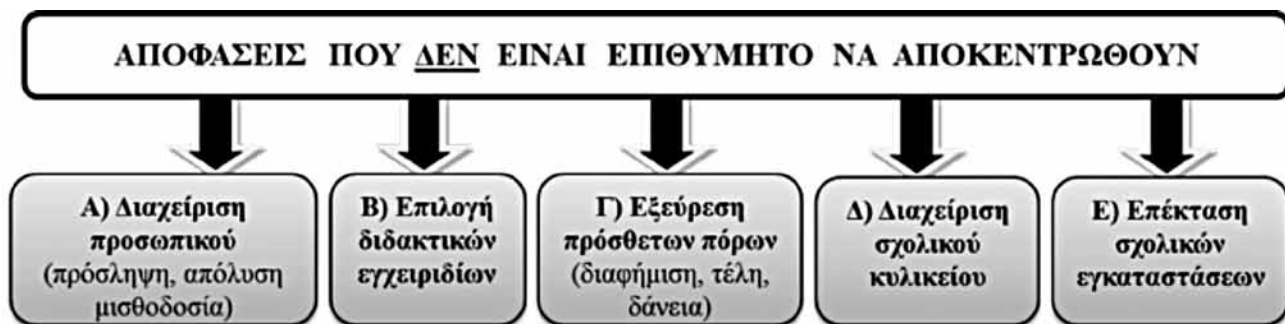 ΑΠΟΦΑΣΕΙΣ ΠΟΥ ΔΕΝ ΕΙΝΑΙ ΕΠΙΘΥΜΗΤΟ ΝΑ ΑΠΟΚΕΝΤΡΩΘΟΥΝ
Α) Διαχείριση
προσωπικού
(πρόσληψη, απόλυση
μισθοδοσία)
Β) Επιλογή
διδακτικών
εγχειριδίων
Γ) Εξεύρεση
πρόσθετων πόρων
(διαφήμιση, τέλη,
δάνεια)
Δ) Διαχείριση
σχολικού
κυλικείου
Ε) Επέκταση
σχολικών
εγκαταστάσεων